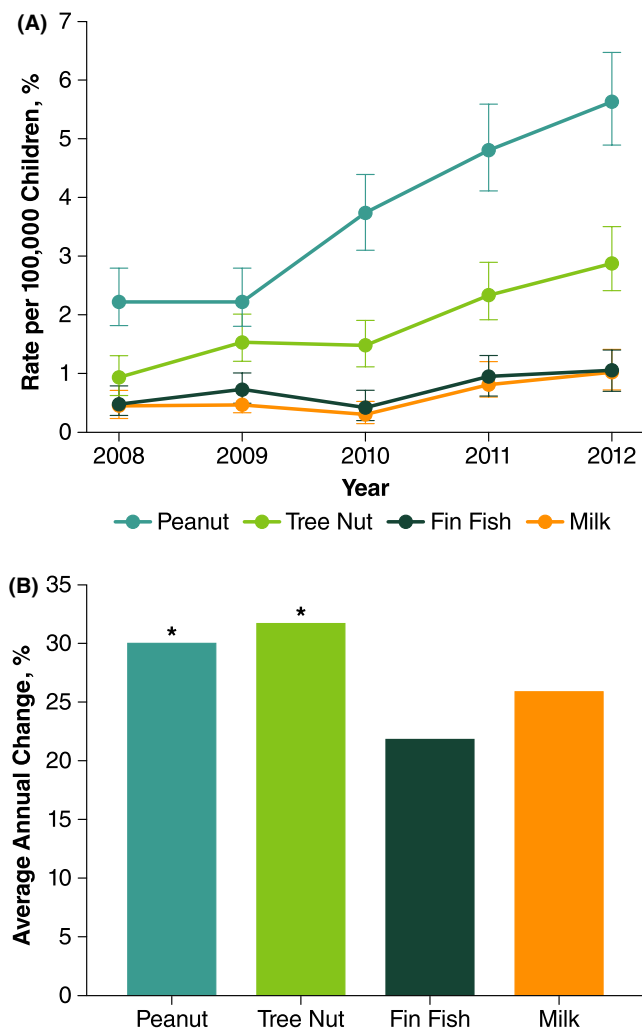 (A)
Rate per 100,000 Children, %
7
6
5
4
3
2
1
0
2008 2009 2010 2011 2012
Year
Peanut Tree Nut Fin Fish Milk
(B)
Average Annual Change, %
35
30
25
20
15
10
5
0
* *
Peanut Tree Nut Fin Fish Milk